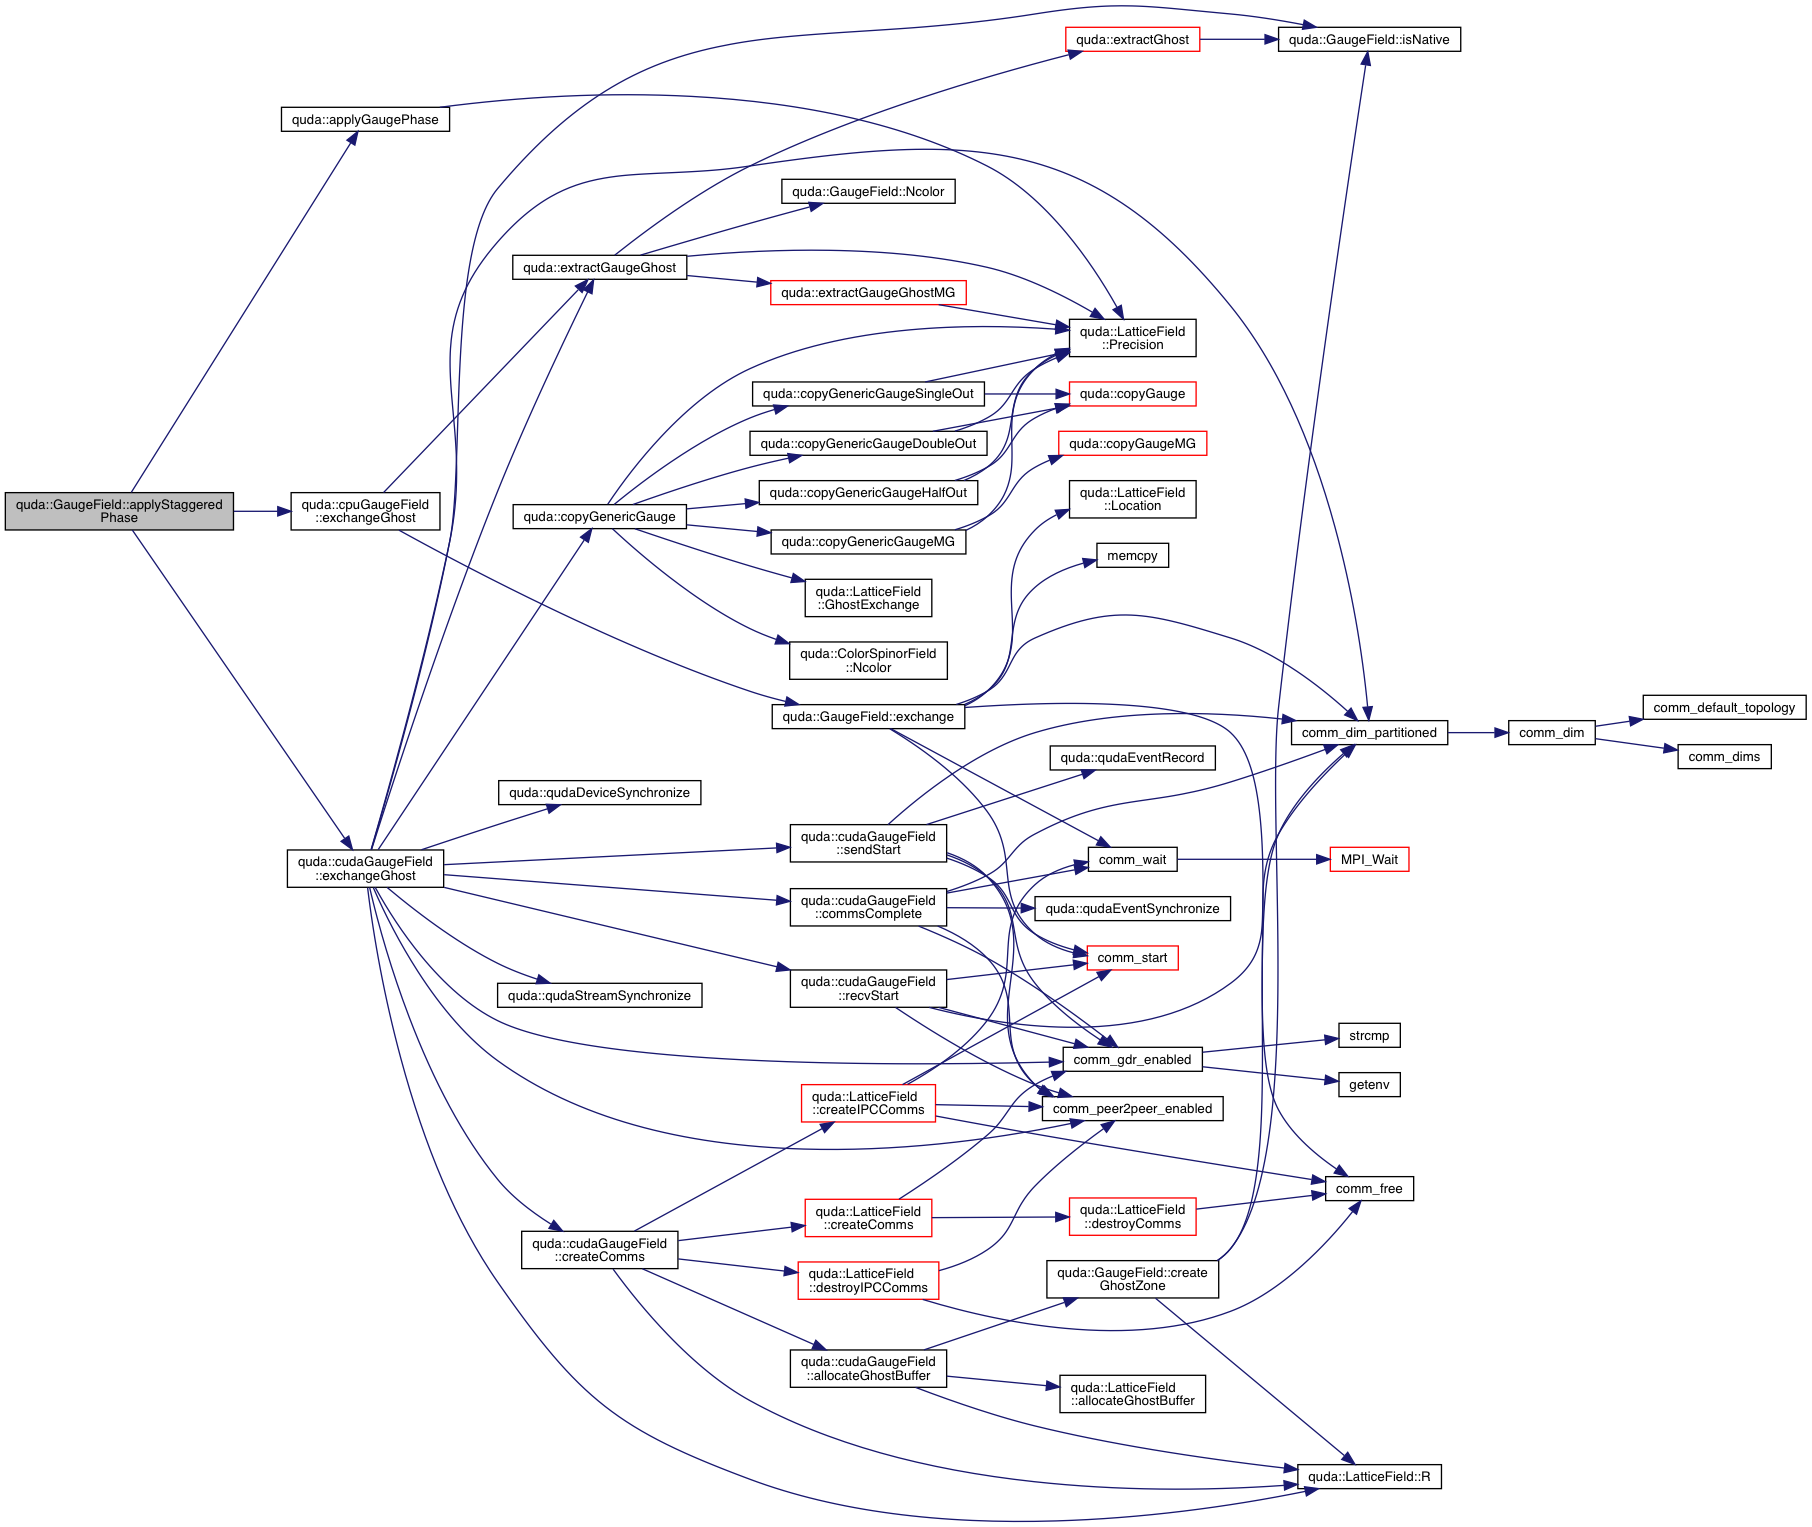 quda::GaugeField::applyStaggered
Phase
quda::applyGaugePhase
quda::cpuGaugeField
::exchangeGhost
quda::cudaGaugeField
::exchangeGhost
quda::extractGaugeGhost
quda::copyGenericGauge
quda::qudaDeviceSynchronize
quda::qudaStreamSynchronize
quda::cudaGaugeField
::createComms
quda::GaugeField::Ncolor
quda::extractGaugeGhostMG
quda::copyGenericGaugeSingleOut
quda::copyGenericGaugeDoubleOut
quda::copyGenericGaugeHalfOut
quda::copyGenericGaugeMG
quda::LatticeField
::GhostExchange
quda::ColorSpinorField
::Ncolor
quda::GaugeField::exchange
quda::cudaGaugeField
::sendStart
quda::cudaGaugeField
::commsComplete
quda::cudaGaugeField
::recvStart
quda::LatticeField
::createIPCComms
quda::LatticeField
::createComms
quda::LatticeField
::destroyIPCComms
quda::cudaGaugeField
::allocateGhostBuffer
quda::extractGhost
quda::LatticeField
::Precision
quda::copyGauge
quda::copyGaugeMG
quda::LatticeField
::Location
memcpy
quda::qudaEventRecord
comm_wait
quda::qudaEventSynchronize
comm_start
comm_gdr_enabled
comm_peer2peer_enabled
quda::LatticeField
::destroyComms
quda::GaugeField::create
GhostZone
quda::LatticeField
::allocateGhostBuffer
quda::GaugeField::isNative
comm_dim_partitioned
MPI_Wait
strcmp
getenv
comm_free
quda::LatticeField::R
comm_dim
comm_default_topology
comm_dims